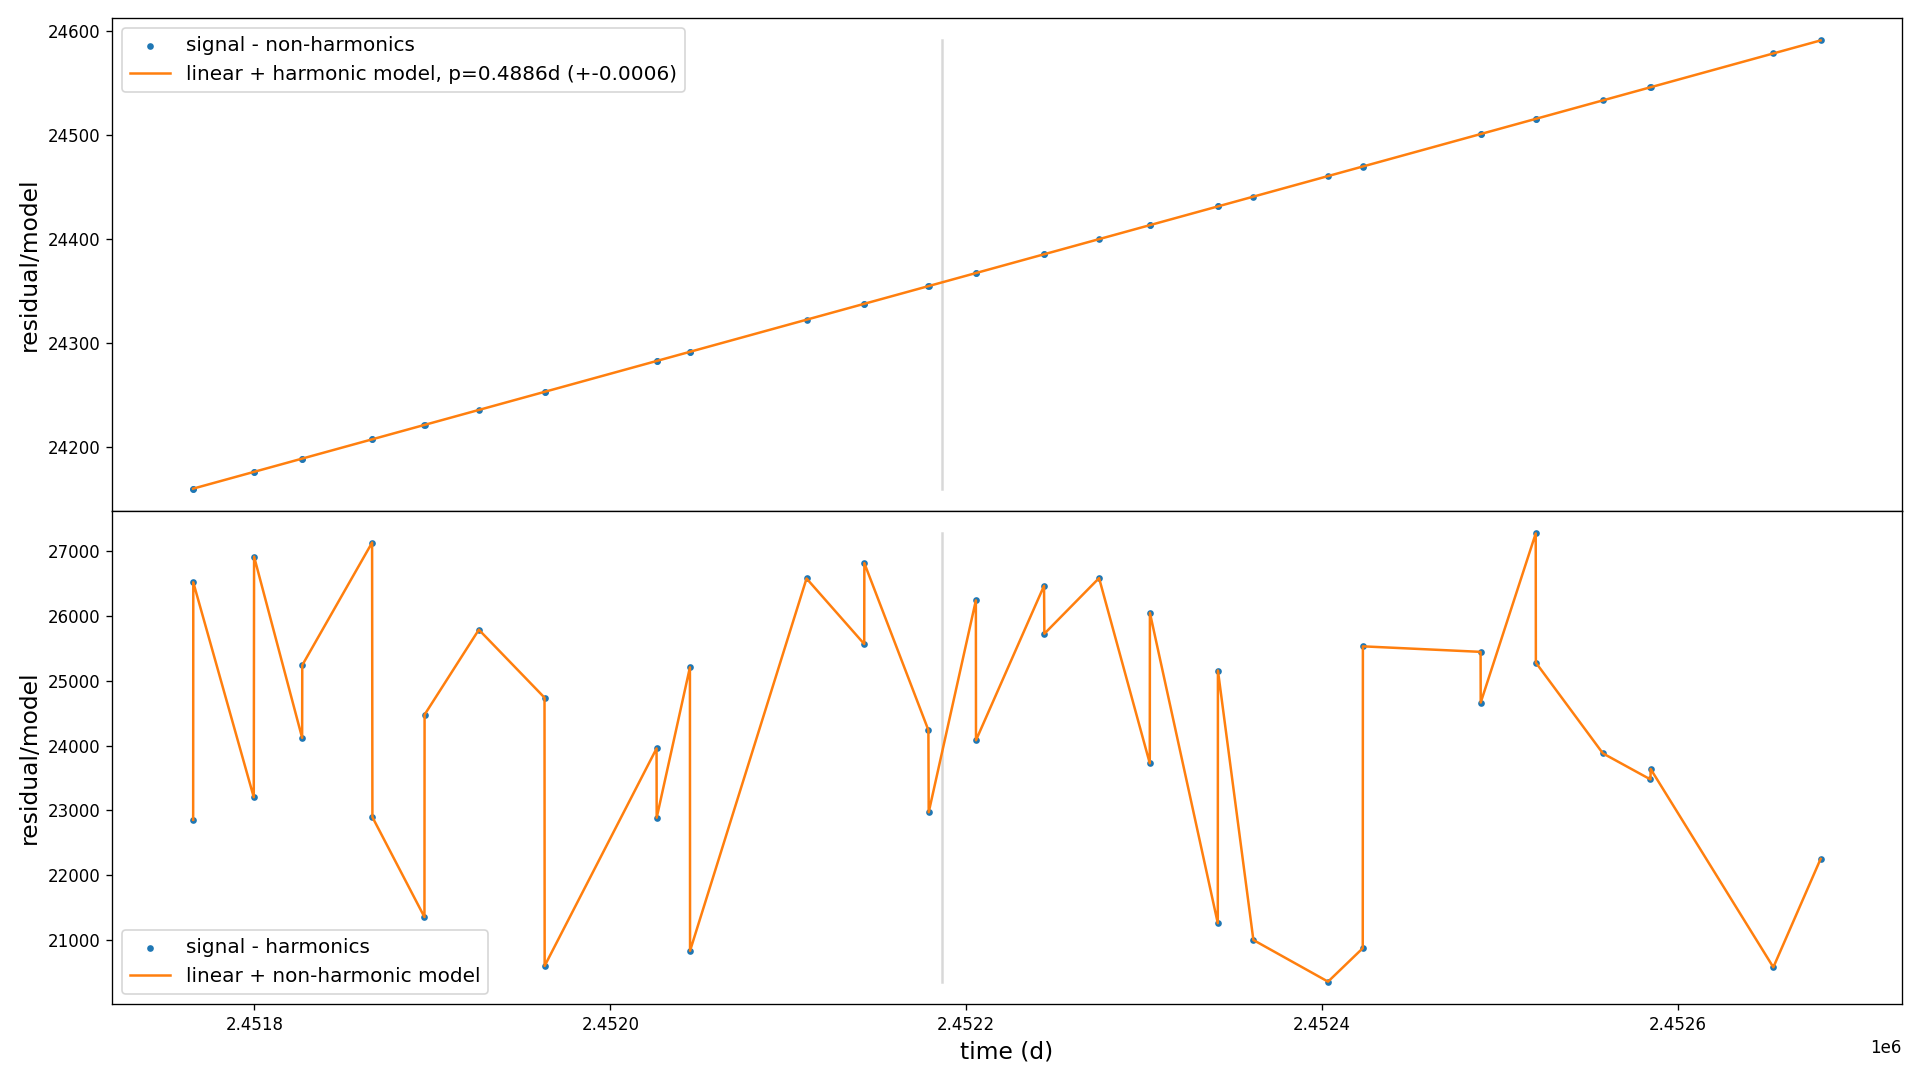 24600
24500
24400
24300
24200
residual/model
signal - non-harmonics
linear + harmonic model, p=0.4886d (+-0.0006)
27000
26000
25000
24000
23000
22000
21000
residual/model
signal - harmonics
linear + non-harmonic model
2.4518
2.4520
2.4522
2.4524
2.4526
time (d)
1e6